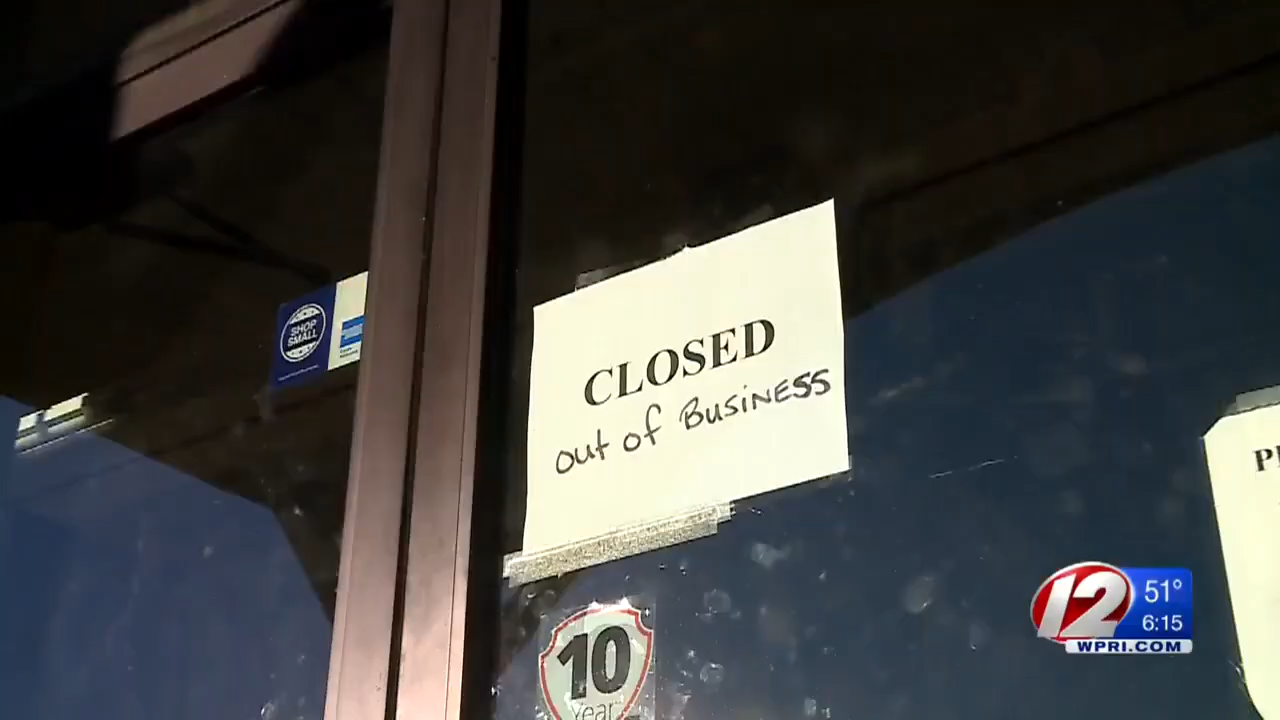 SHOP
SMALL
CLOSED
out of BUSINESS
10
Year
12
51°
6:15
WPRI.COM